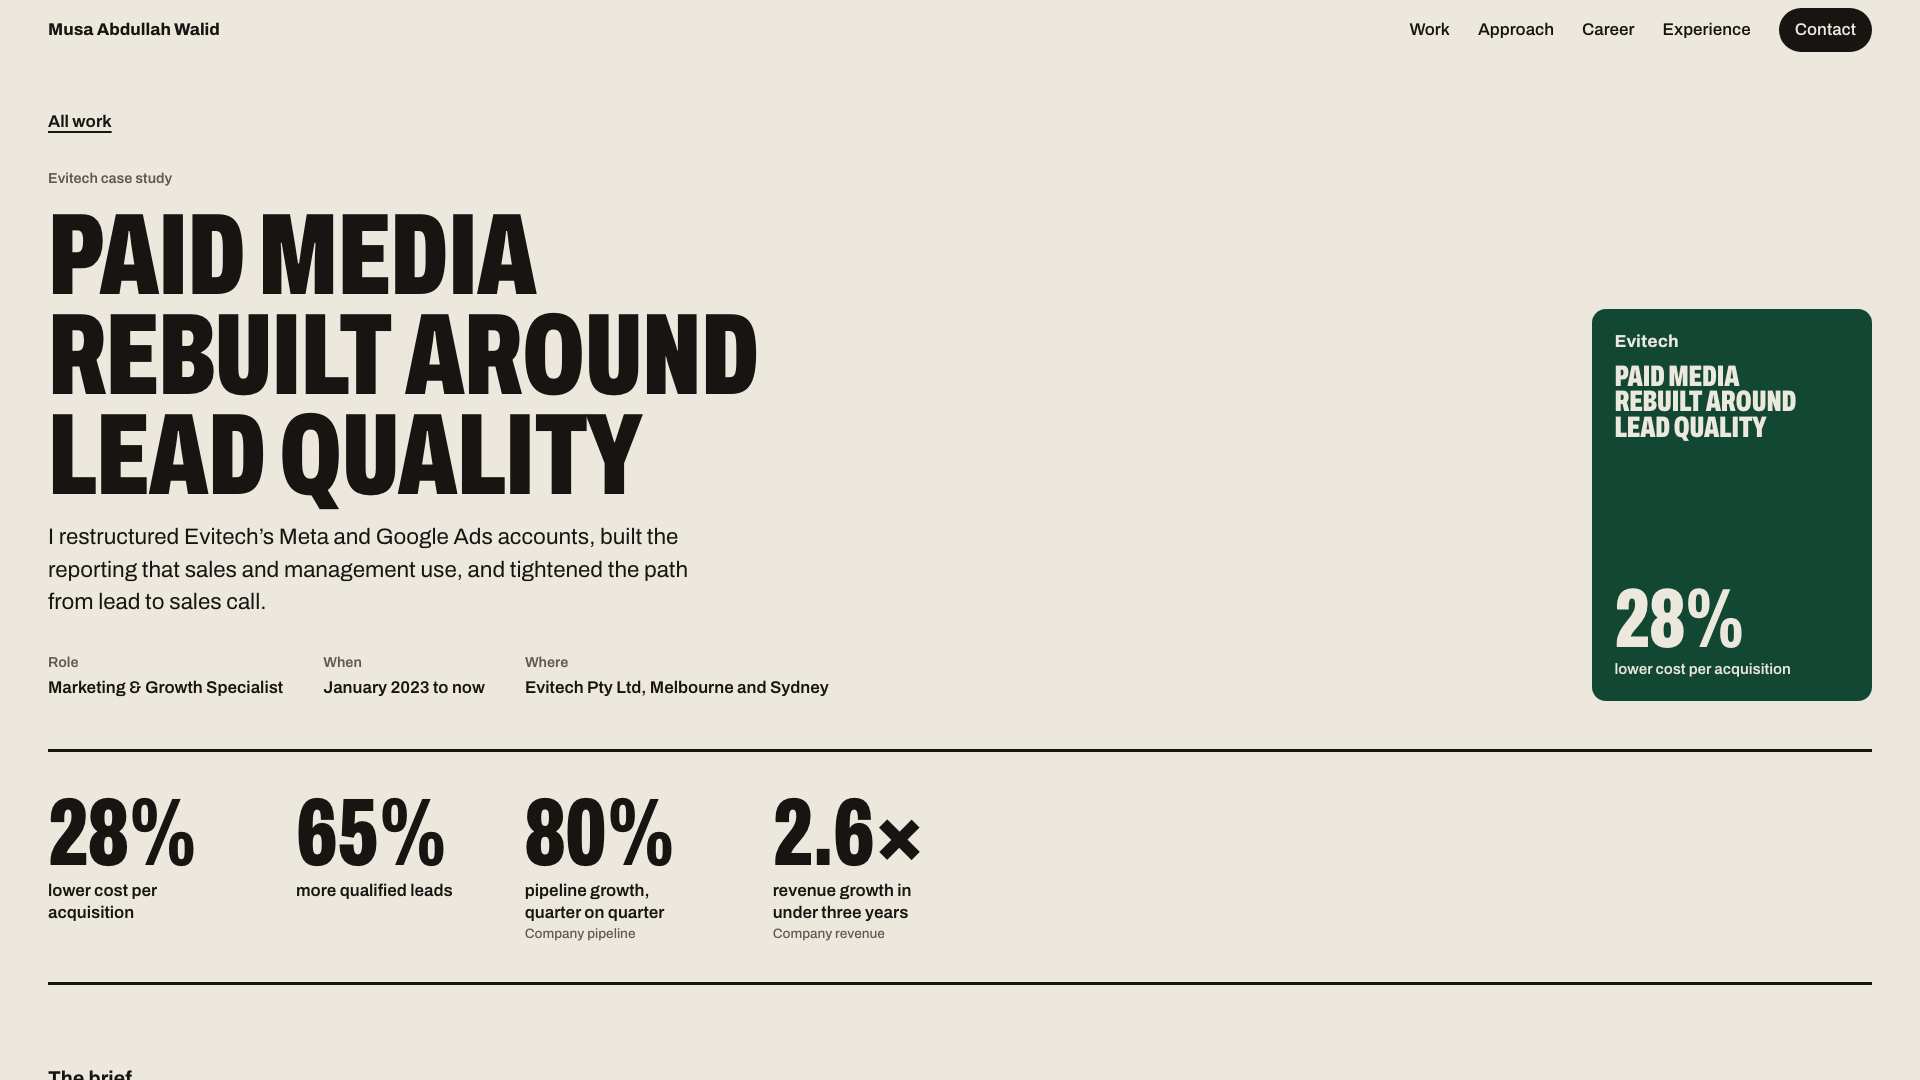 Musa Abdullah Walid
Work
Approach
Career
Experience
Contact
All work
Evitech case study
PAID MEDIA
REBUILT AROUND
LEAD QUALITY
I restructured Evitech’s Meta and Google Ads accounts, built the
reporting that sales and management use, and tightened the path
from lead to sales call.
Role
Marketing & Growth Specialist
When
January 2023 to now
Where
Evitech Pty Ltd, Melbourne and Sydney
Evitech
PAID MEDIA
REBUILT AROUND
LEAD QUALITY
28%
lower cost per acquisition
28%
lower cost per
acquisition
65%
more qualified leads
80%
pipeline growth,
quarter on quarter
Company pipeline
2.6×
revenue growth in
under three years
Company revenue
The brief